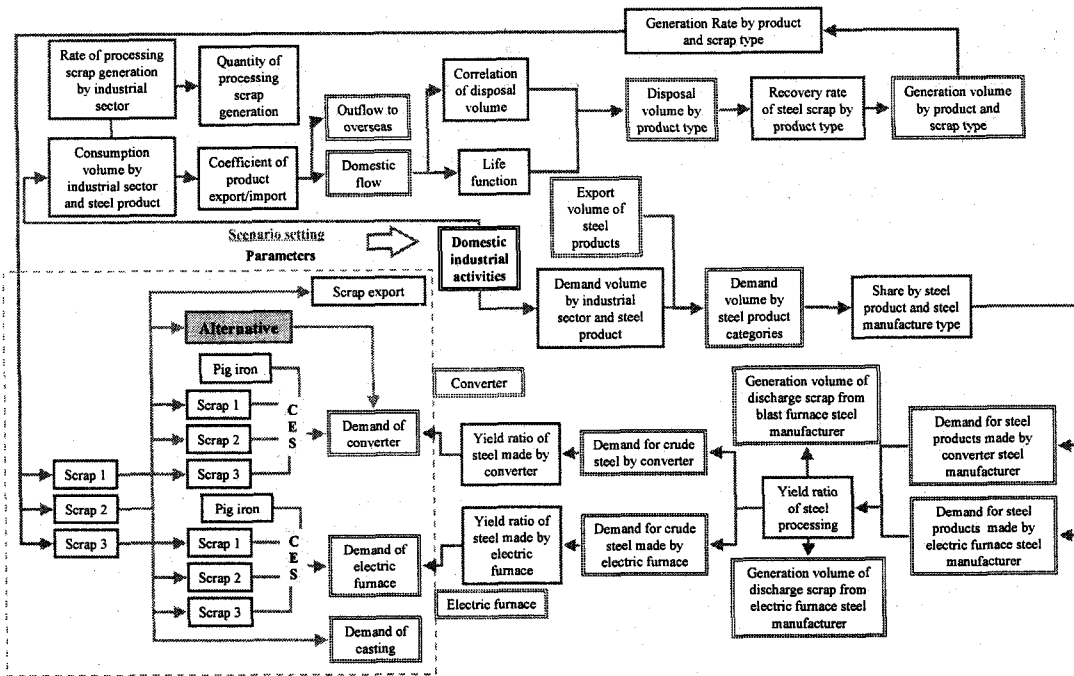 Generation Rate by product
and scrap type
Rate of processing
scrap generation
by industrial
sector
Quantity of
processing
scrap
generation
Correlation
of disposal
volume
Outflow to
overseas
Disposal
volume by
product type
Recovery rate
of steel scrap by
product type
Generation volume
by product and
scrap type
Consumption
volume by
industrial sector
and steel product
Coefficient of
product
export/import
Domestic
flow
Life
function
Export
volume of
steel
products
Scenario setting
Parameters
Domestic
industrial
activities
Demand volume
by industrial
sector and steel
product
Demand
volume by
steel product
categories
Share by steel
product and steel
manufacture type
Scrap export
Alternative
Pig iron
Scrap 1
Scrap 2
Scrap 3
C
E
S
Demand of
converter
Converter
Yield ratio of
steel made by
converter
Demand for crude
steel by converter
Generation volume of
discharge scrap from
blast furnace steel
manufacturer
Demand for steel
products made by
converter steel
manufacturer
Scrap 1
Scrap 2
Scrap 3
Pig iron
Scrap 1
Scrap 2
Scrap 3
C
E
S
Demand of
electric
furnace
Yield ratio of
steel made by
electric
furnace
Demand for crude
steel made by
electric furnace
Yield ratio
of steel
processing
Demand for steel
products made by
electric furnace steel
manufacturer
Electric furnace
Generation volume of
discharge scrap from
electric furnace steel
manufacturer
Demand of
casting